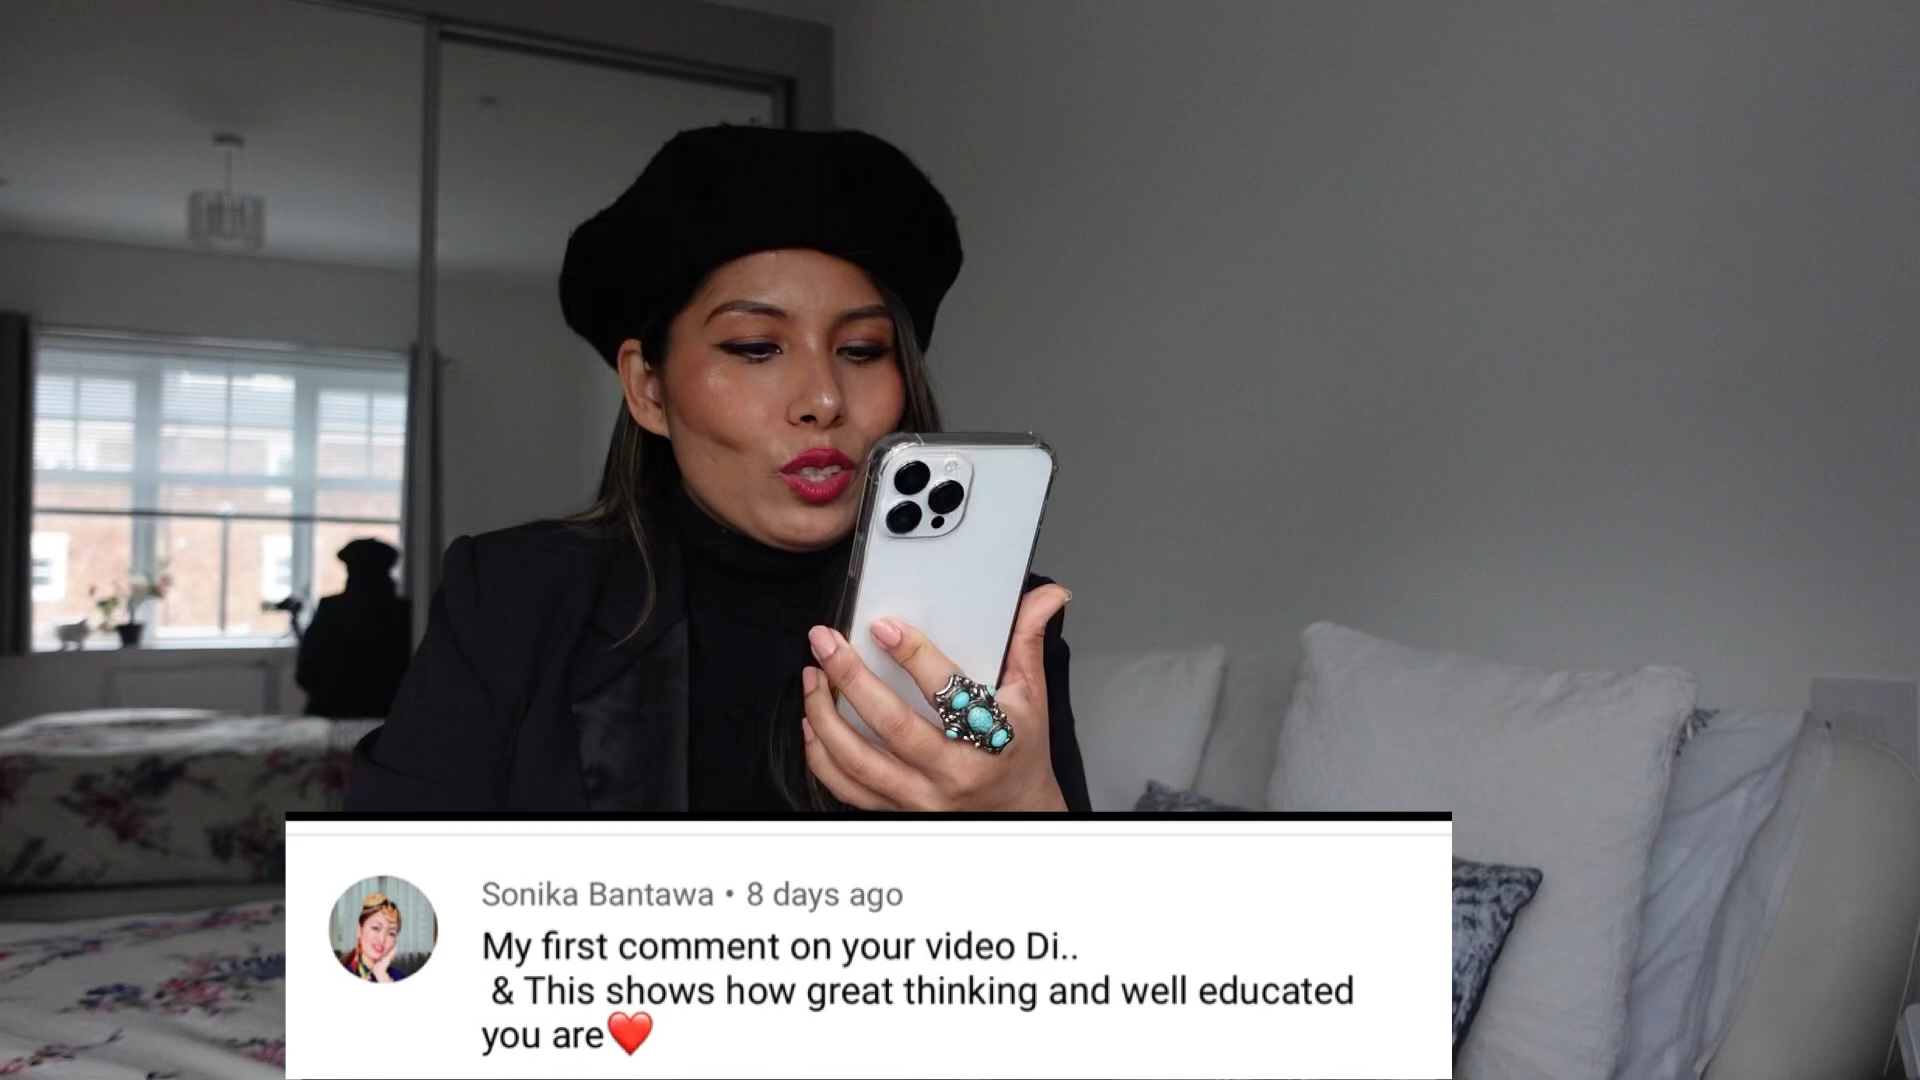 Sonika Bantawa • 8 days ago
My first comment on your video Di..
& This shows how great thinking and well educated
you are❤️